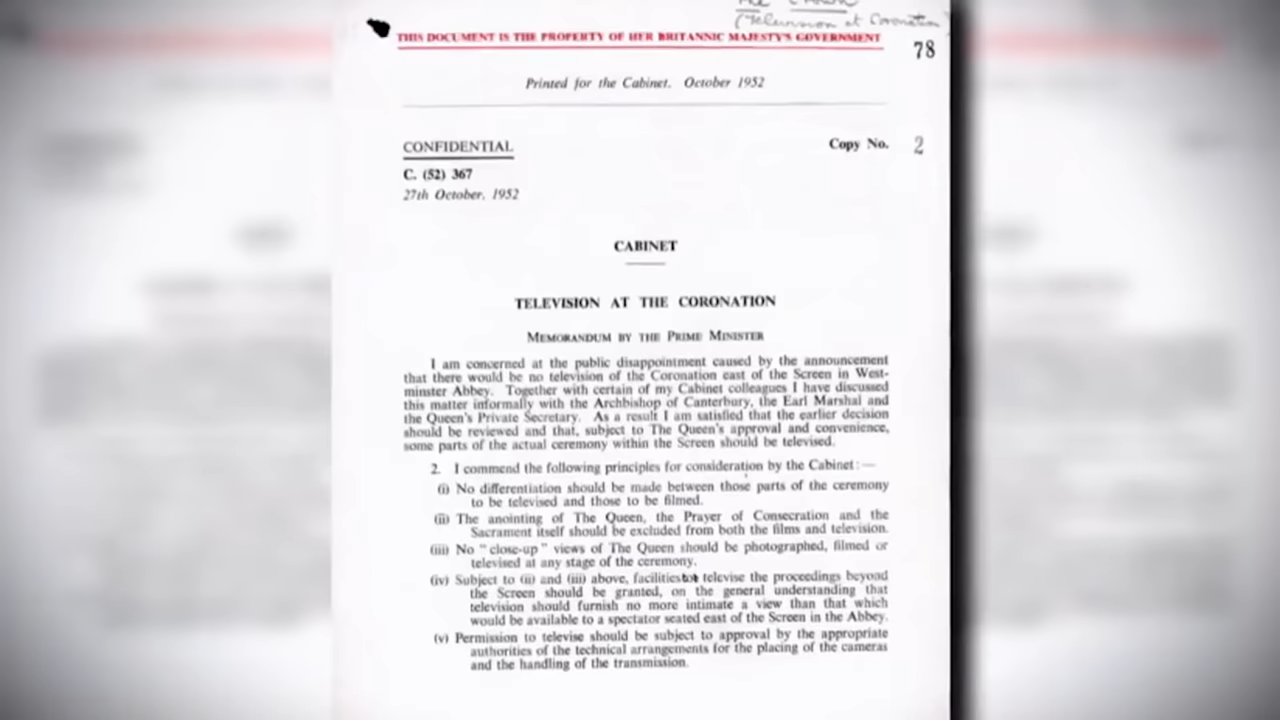 (Television at Coronation)
THIS DOCUMENT IS THE PROPERTY OF HER BRITANNIC MAJESTY'S GOVERNMENT
78
Printed for the Cabinet. October 1952
CONFIDENTIAL
Copy No. 2
C. (52) 367
27th October, 1952
CABINET
TELEVISION AT THE CORONATION
MEMORANDUM BY THE PRIME MINISTER
I am concerned at the public disappointment caused by the announcement
that there would be no television of the Coronation east of the Screen in West-
minster Abbey. Together with certain of my Cabinet colleagues I have discussed
this matter informally with the Archbishop of Canterbury, the Earl Marshal and
the Queen's Private Secretary. As a result I am satisfied that the earlier decision
should be reviewed and that, subject to The Queen's approval and convenience,
some parts of the actual ceremony within the Screen should be televised.
2. I commend the following principles for consideration by the Cabinet:—
(i) No differentiation should be made between those parts of the ceremony
to be televised and those to be filmed.
(ii) The anointing of The Queen, the Prayer of Consecration and the
Sacrament itself should be excluded from both the films and television.
(iii) No "close-up" views of The Queen should be photographed, filmed or
televised at any stage of the ceremony.
(iv) Subject to (ii) and (iii) above, facilities to televise the proceedings beyond
the Screen should be granted, on the general understanding that
television should furnish no more intimate a view than that which
would be available to a spectator seated east of the Screen in the Abbey.
(v) Permission to televise should be subject to approval by the appropriate
authorities of the technical arrangements for the placing of the cameras
and the handling of the transmission.